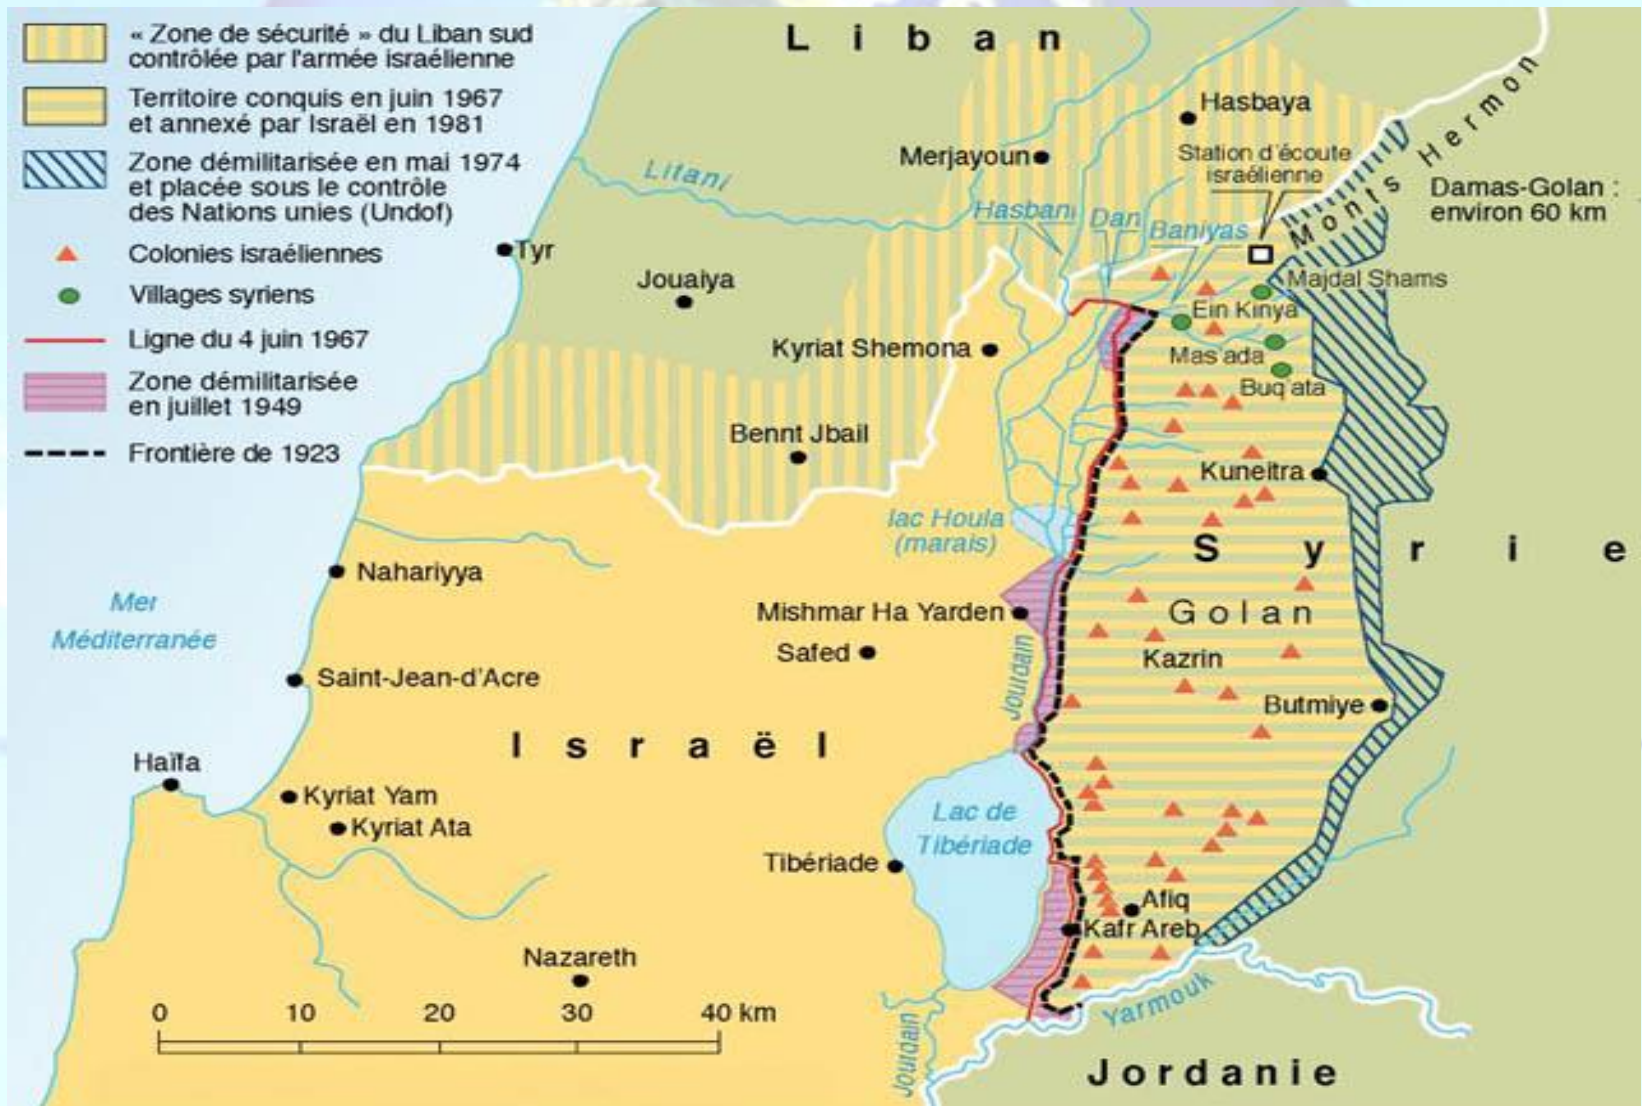 « Zone de sécurité » du Liban sud
contrôlée par l'armée israélienne
Territoire conquis en juin 1967
et annexé par Israël en 1981
Zone démilitarisée en mai 1974
et placée sous le contrôle
des Nations unies (Undof)
Colonies israéliennes
Villages syriens
Ligne du 4 juin 1967
Zone démilitarisée
en juillet 1949
Frontière de 1923
Liban
Hasbaya
Merjayoun
Station d'écoute
israélienne
Monts Hermon
Damas-Golan :
environ 60 km
Litani
Hasbani
Dan
Baniyas
Tyr
Jouaiya
Majdal Shams
Ein Kinya
Kyriat Shemona
Mas'ada
Buq'ata
Bennt Jbail
Kuneitra
lac Houla
(marais)
Syrie
Nahariyya
Mer
Méditerranée
Mishmar Ha Yarden
Golan
Safed
Kazrin
Jourdain
Saint-Jean-d'Acre
Butmiye
Israël
Haïfa
Kyriat Yam
Kyriat Ata
Lac de
Tibériade
Tibériade
Afiq
Kafr Areb
Nazareth
0 10 20 30 40 km
Yarmouk
Jourdain
Jordanie